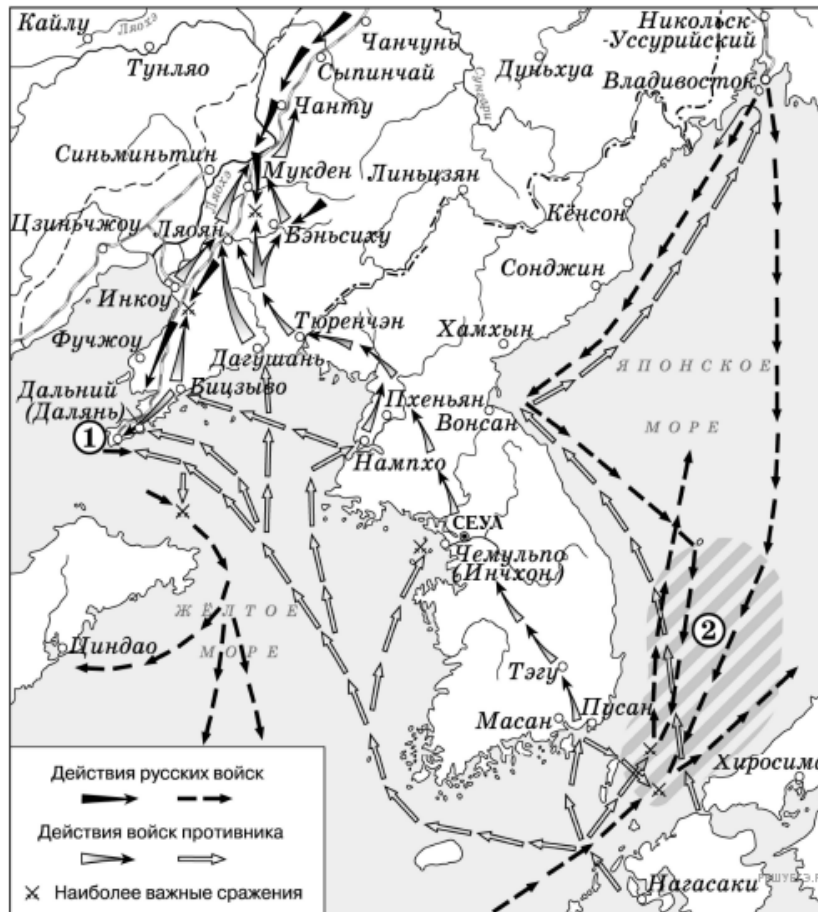 Кайлу
Ляохэ
Тунляо
Чанчунь
Сыпинчай
Чанту
Сунгари
Дуньхуа
Никольск-
-Уссурийский
Владивосток
Синьминьтин
Ляохэ
Мукден
Линьцзян
Цзиньчжоу
Ляоян
Вэньсиху
Кёнсон
Сонджин
Инкоу
Тюренчэн
Хамхын
Фучжоу
Дагушань
ЯПОНСКОЕ
МОРЕ
Дальний
(Далянь)
Бицзыво
Пхеньян
Вонсан
1
Нампхо
СЕУЛ
Чемульпо
(Инчхон)
ЖЁЛТОЕ
МОРЕ
Циндао
2
Тэгу
Масан
Пусан
Хиросима
Нагасаки
Действия русских войск
Действия войск противника
Наиболее важные сражения